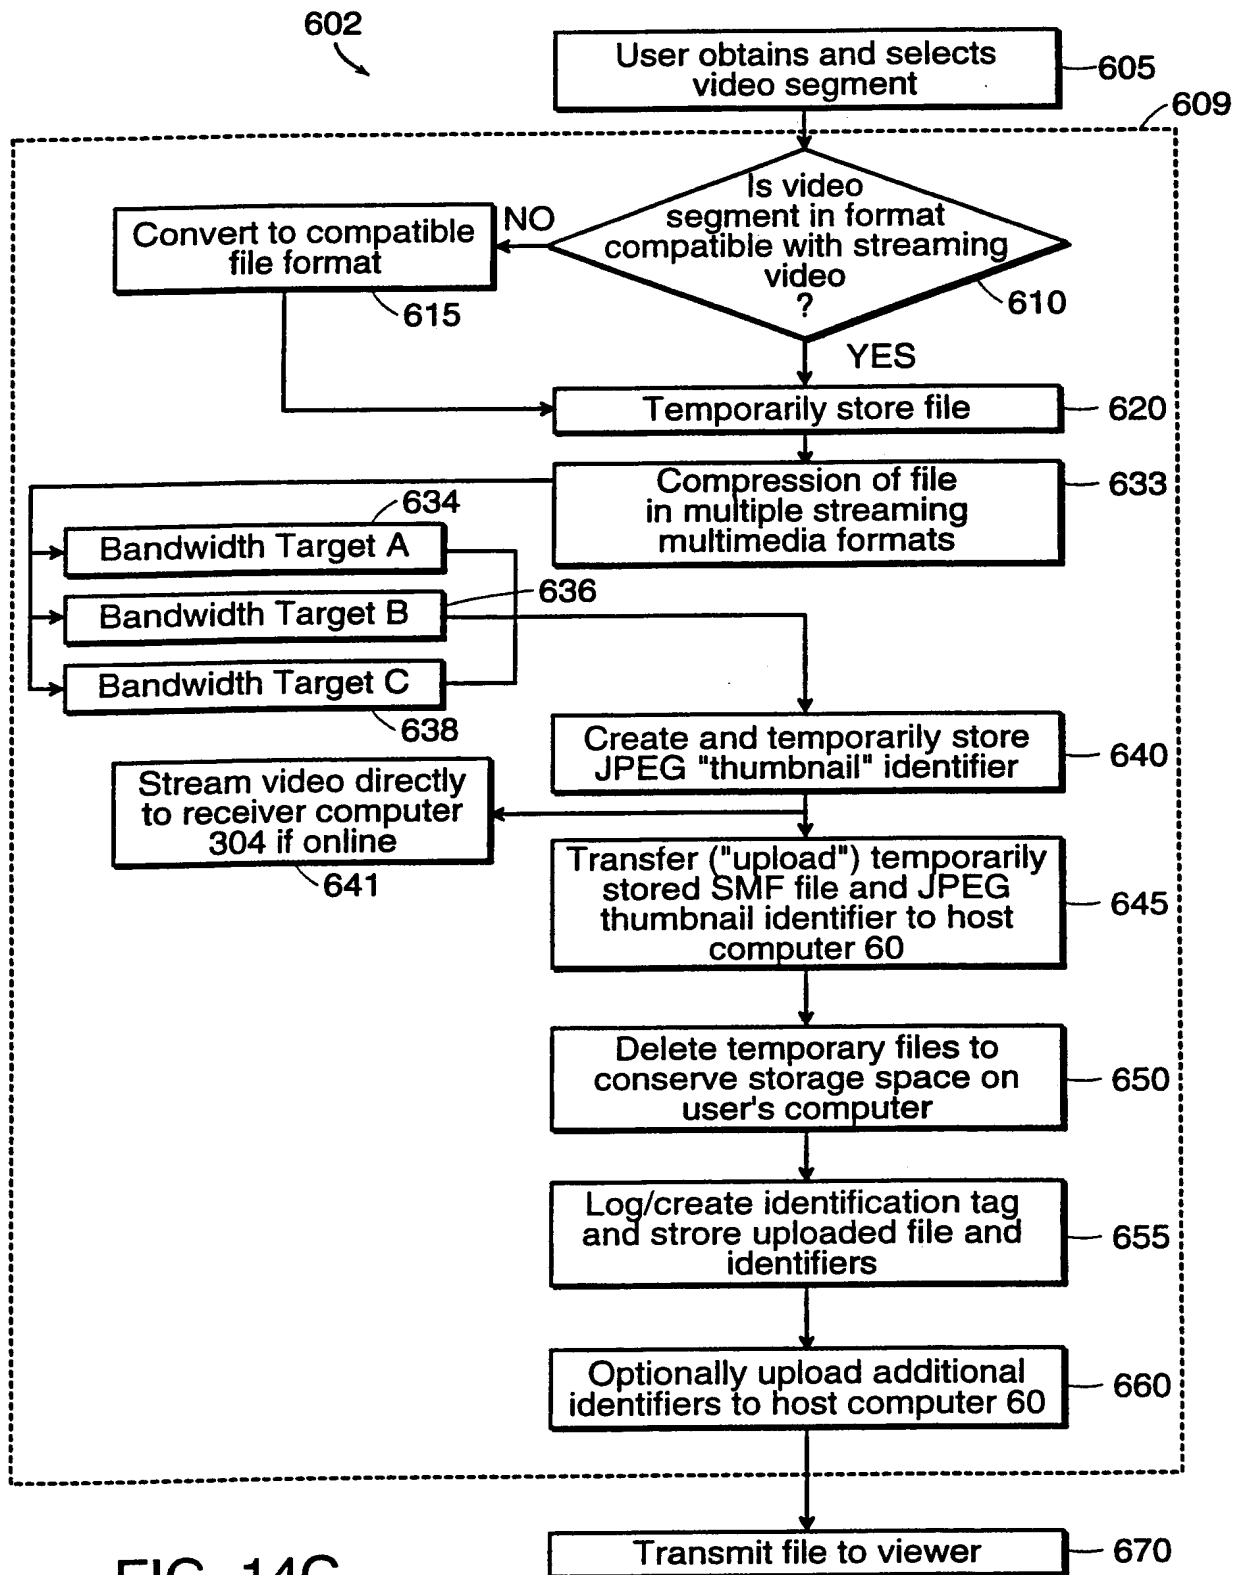 602
User obtains and selects
video segment
605
609
Is video
segment in format
compatible with streaming
video
?
610
NO
Convert to compatible
file format
615
YES
Temporarily store file
620
Compression of file
in multiple streaming
multimedia formats
633
634
Bandwidth Target A
636
Bandwidth Target B
Bandwidth Target C
638
Create and temporarily store
JPEG "thumbnail" identifier
640
Stream video directly
to receiver computer
304 if online
641
Transfer ("upload") temporarily
stored SMF file and JPEG
thumbnail identifier to host
computer 60
645
Delete temporary files to
conserve storage space on
user's computer
650
Log/create identification tag
and strore uploaded file and
identifiers
655
Optionally upload additional
identifiers to host computer 60
660
Transmit file to viewer
670
FIG. 14C